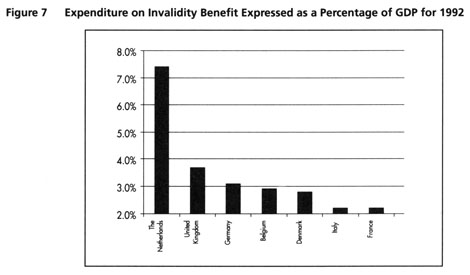 Figure 7 Expenditure on Invalidity Benefit Expressed as a Percentage of GDP for 1992
8.0%
7.0%
6.0%
5.0%
4.0%
3.0%
2.0%
The Netherlands
United Kingdom
Germany
Belgium
Denmark
Italy
France